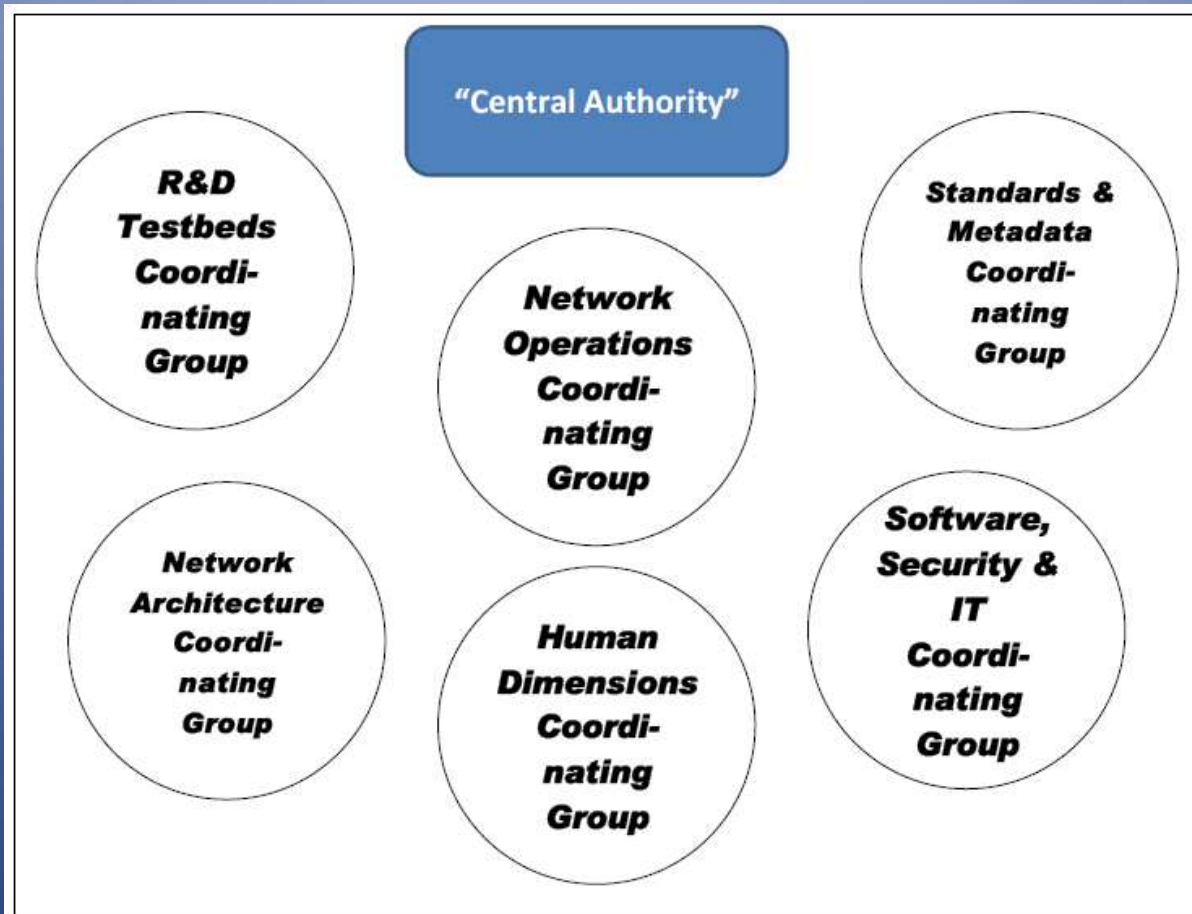 “Central Authority”
R&D
Testbeds
Coordi-
nating
Group
Network
Operations
Coordi-
nating
Group
Standards &
Metadata
Coordi-
nating
Group
Network
Architecture
Coordi-
nating
Group
Human
Dimensions
Coordi-
nating
Group
Software,
Security &
IT
Coordi-
nating
Group